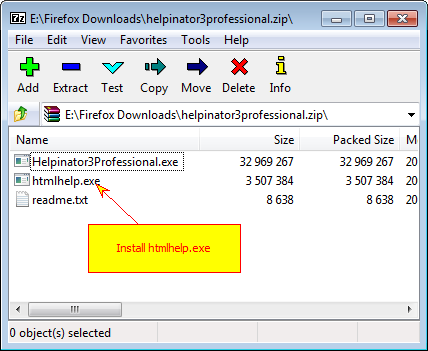 7z E:\Firefox Downloads\helpinator3professional.zip\
File Edit View Favorites Tools Help
Add Extract Test Copy Move Delete Info
E:\Firefox Downloads\helpinator3professional.zip\
Name Size Packed Size M
Helpinator3Professional.exe 32 969 267 32 969 267 20
htmlhelp.exe 3 507 384 3 507 384 20
readme.txt 8 638 8 638 20
Install htmlhelp.exe
0 object(s) selected